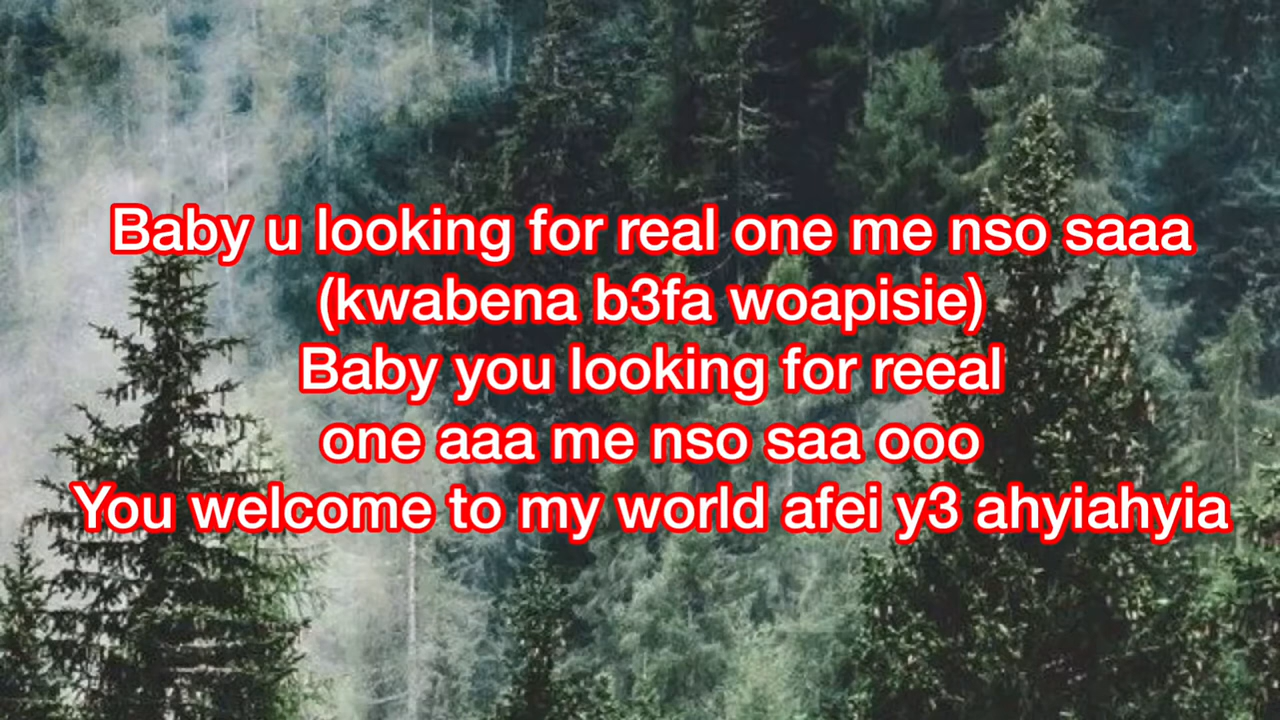 Baby u looking for real one me nso saaa
(kwabena b3fa woapisie)
Baby you looking for reeal
one aaa me nso saa ooo
You welcome to my world afei y3 ahyiahyia